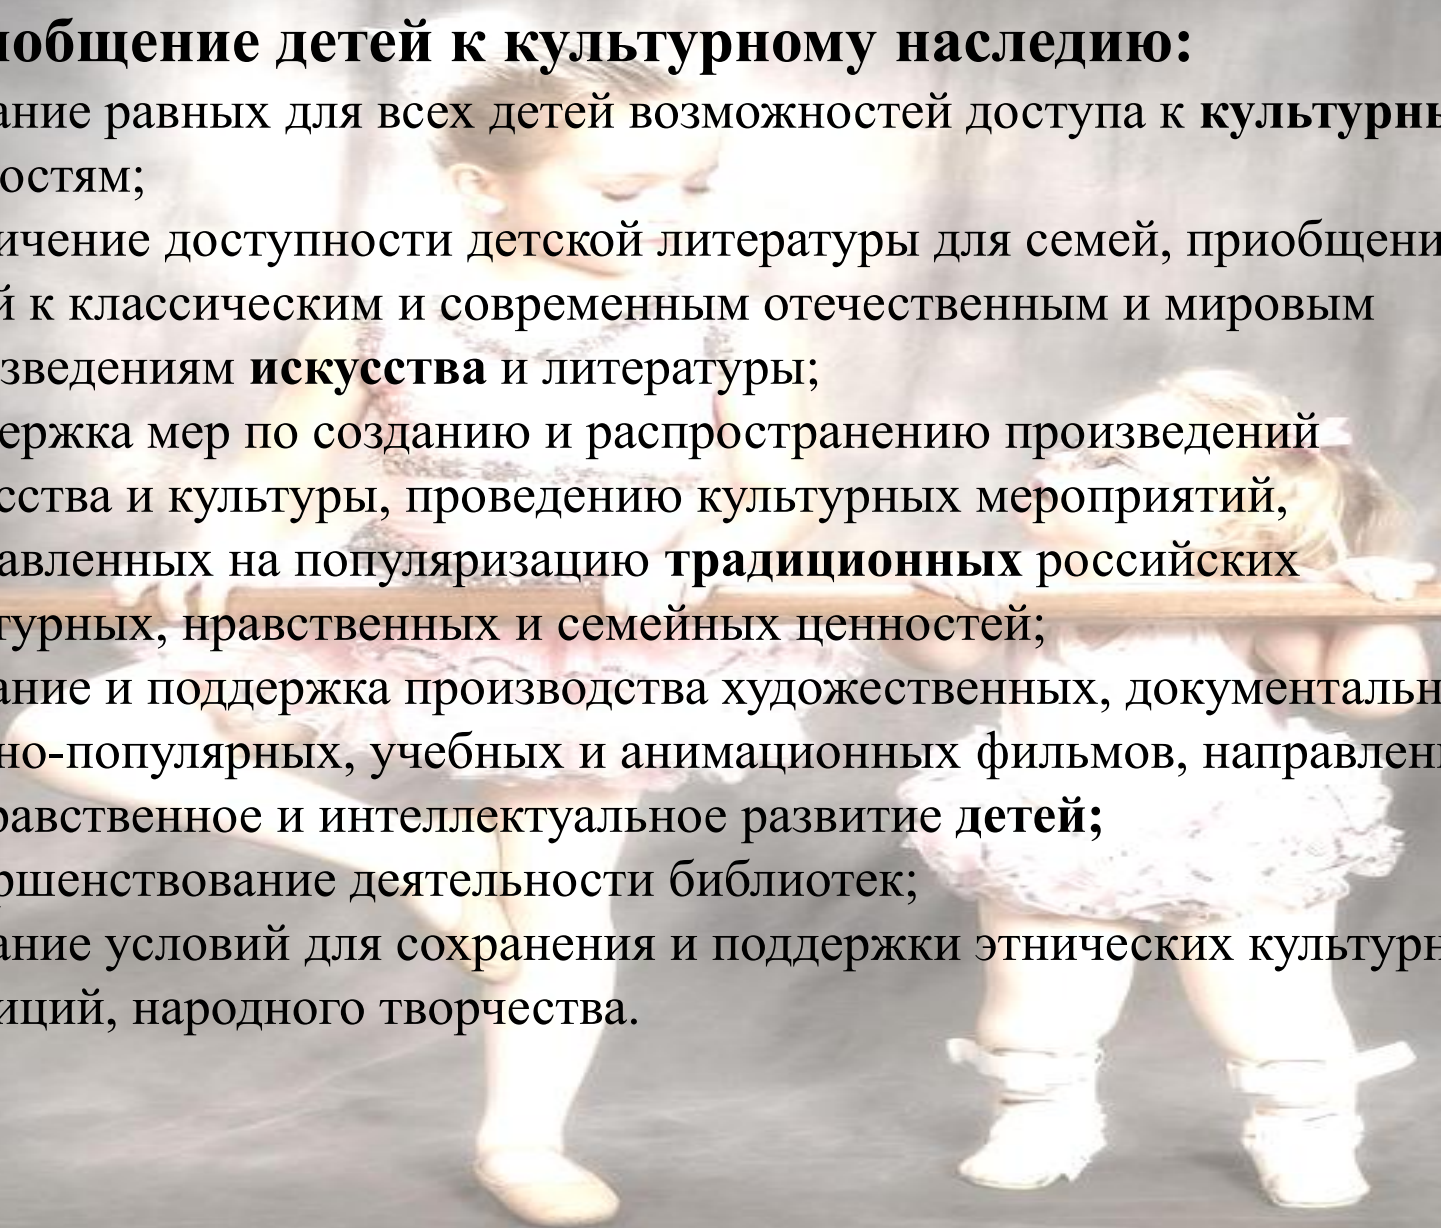 иобщение детей к культурному наследию:
ание равных для всех детей возможностей доступа к культурны
остям;
ичение доступности детской литературы для семей, приобщени
й к классическим и современным отечественным и мировым
зведениям искусства и литературы;
ержка мер по созданию и распространению произведений
сства и культуры, проведению культурных мероприятий,
авленных на популяризацию традиционных российских
турных, нравственных и семейных ценностей;
ание и поддержка производства художественных, документальн
но-популярных, учебных и анимационных фильмов, направленн
равственное и интеллектуальное развитие детей;
ршенствование деятельности библиотек;
ание условий для сохранения и поддержки этнических культурн
иций, народного творчества.